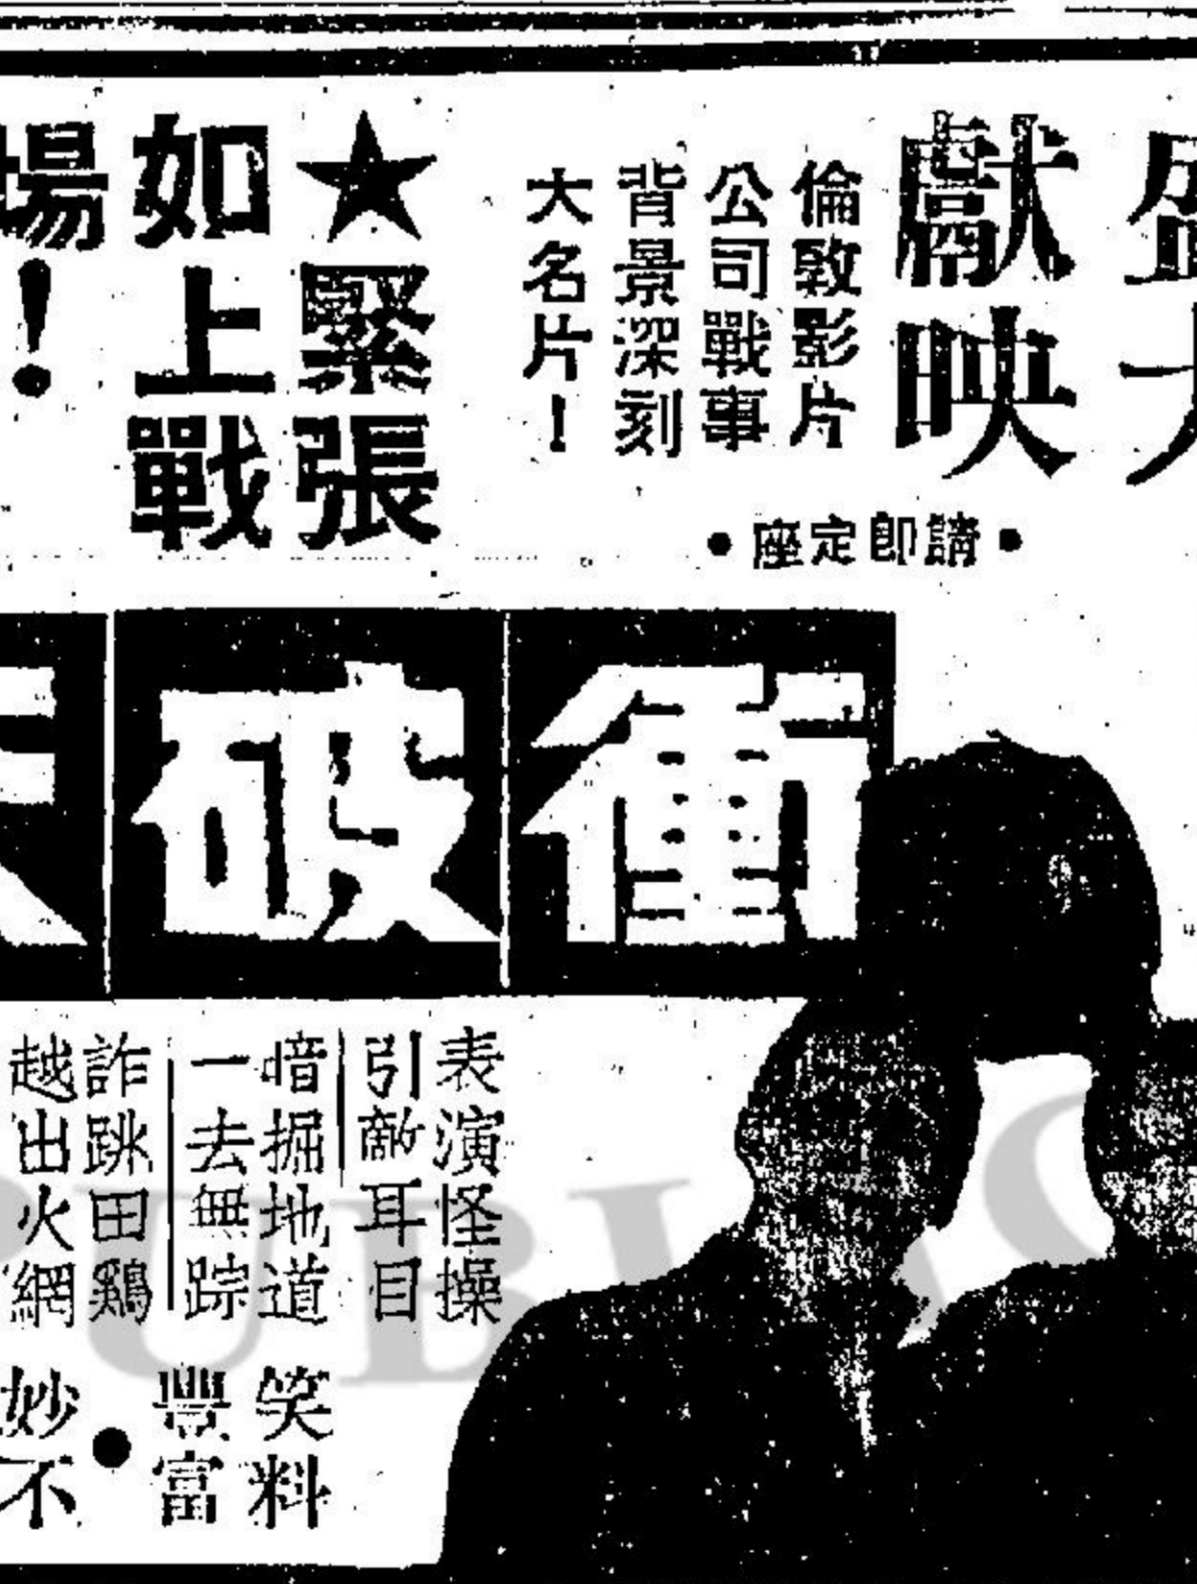 獻映
倫敦影片
公司戰事
背景深刻
大名片！
請即定座
★緊張
如上戰
場！
衝破
表演怪操
引敵耳目
暗掘地道
一去無踪
詐跳田鷄
越出火網
笑料
豐富
妙不